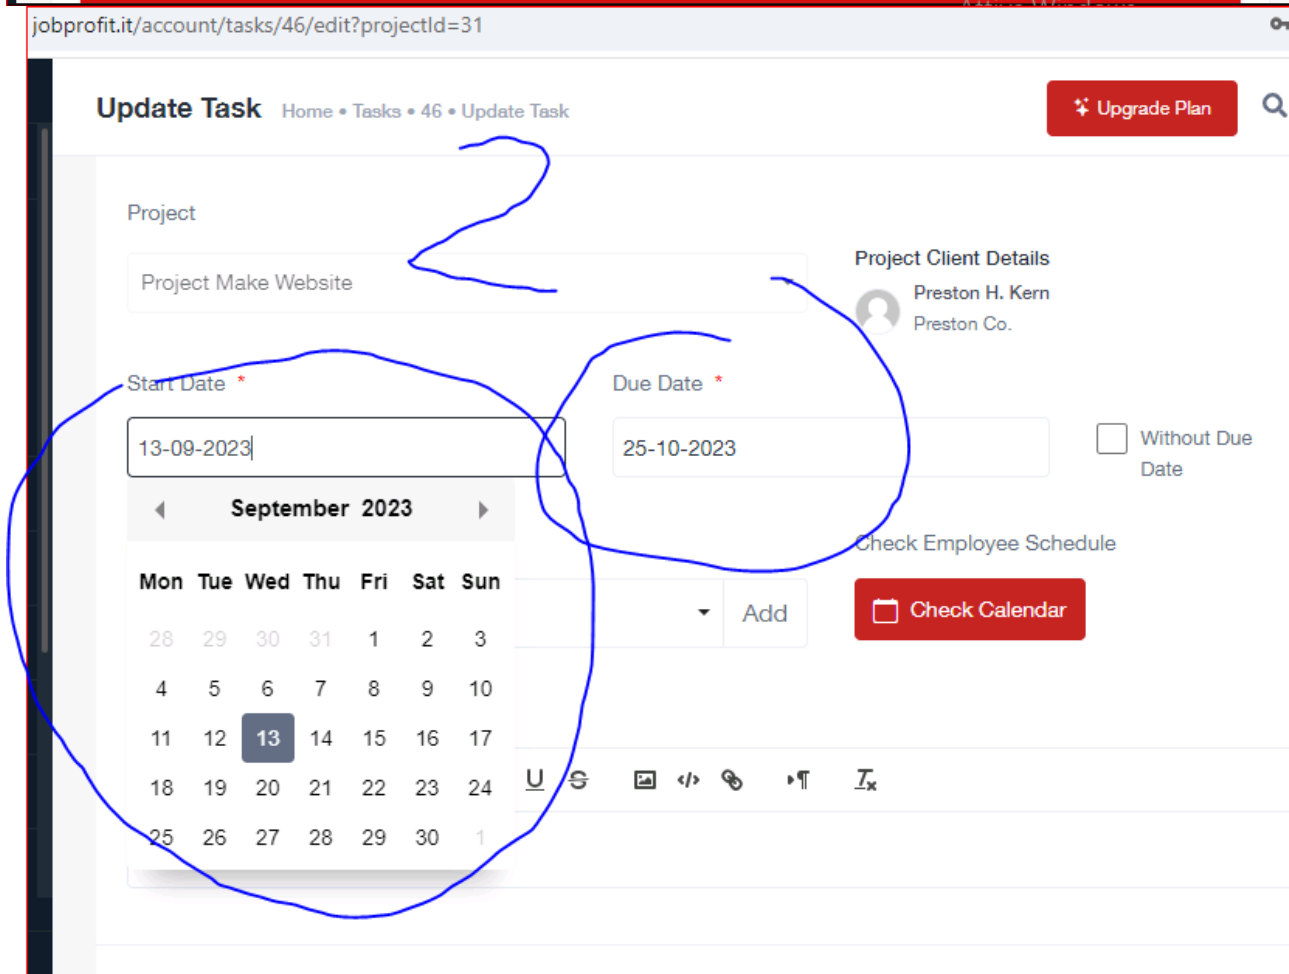 jobprofit.it/account/tasks/46/edit?projectId=31
Update Task Home • Tasks • 46 • Update Task
Upgrade Plan
2
Project
Project Make Website
Project Client Details
Preston H. Kern
Preston Co.
Start Date *
Due Date *
13-09-2023
25-10-2023
Without Due
Date
September 2023
Check Employee Schedule
Mon Tue Wed Thu Fri Sat Sun
Add
Check Calendar
28 29 30 31 1 2 3
4 5 6 7 8 9 10
11 12 13 14 15 16 17
18 19 20 21 22 23 24
25 26 27 28 29 30 1